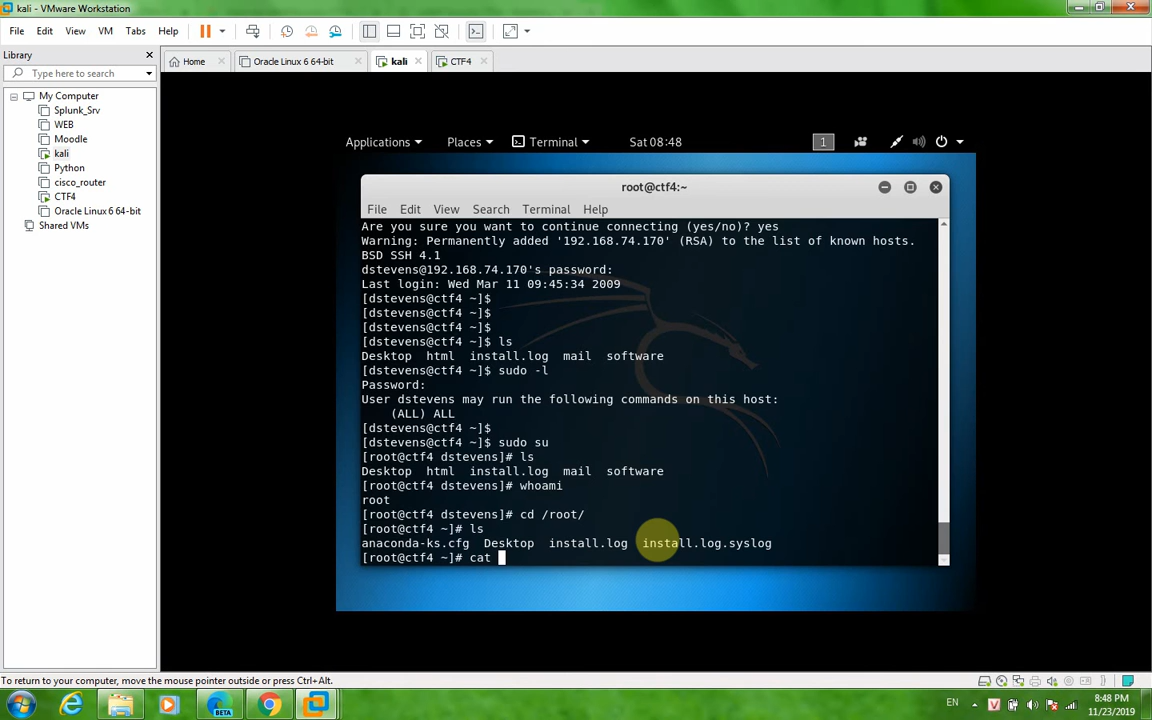 kali - VMware Workstation
File Edit View VM Tabs Help
Library
Type here to search
My Computer
Splunk_Srv
WEB
Moodle
kali
Python
cisco_router
CTF4
Oracle Linux 6 64-bit
Shared VMs
Home Oracle Linux 6 64-bit kali CTF4
Applications Places Terminal Sat 08:48 1
root@ctf4:~
File Edit View Search Terminal Help
Are you sure you want to continue connecting (yes/no)? yes
Warning: Permanently added '192.168.74.170' (RSA) to the list of known hosts.
BSD SSH 4.1
dstevens@192.168.74.170's password:
Last login: Wed Mar 11 09:45:34 2009
[dstevens@ctf4 ~]$
[dstevens@ctf4 ~]$
[dstevens@ctf4 ~]$
[dstevens@ctf4 ~]$ ls
Desktop html install.log mail software
[dstevens@ctf4 ~]$ sudo -l
Password:
User dstevens may run the following commands on this host:
(ALL) ALL
[dstevens@ctf4 ~]$
[dstevens@ctf4 ~]$ sudo su
[root@ctf4 dstevens]# ls
Desktop html install.log mail software
[root@ctf4 dstevens]# whoami
root
[root@ctf4 dstevens]# cd /root/
[root@ctf4 ~]# ls
anaconda-ks.cfg Desktop install.log install.log.syslog
[root@ctf4 ~]# cat
To return to your computer, move the mouse pointer outside or press Ctrl+Alt.
BETA
EN
V
8:48 PM
11/23/2019